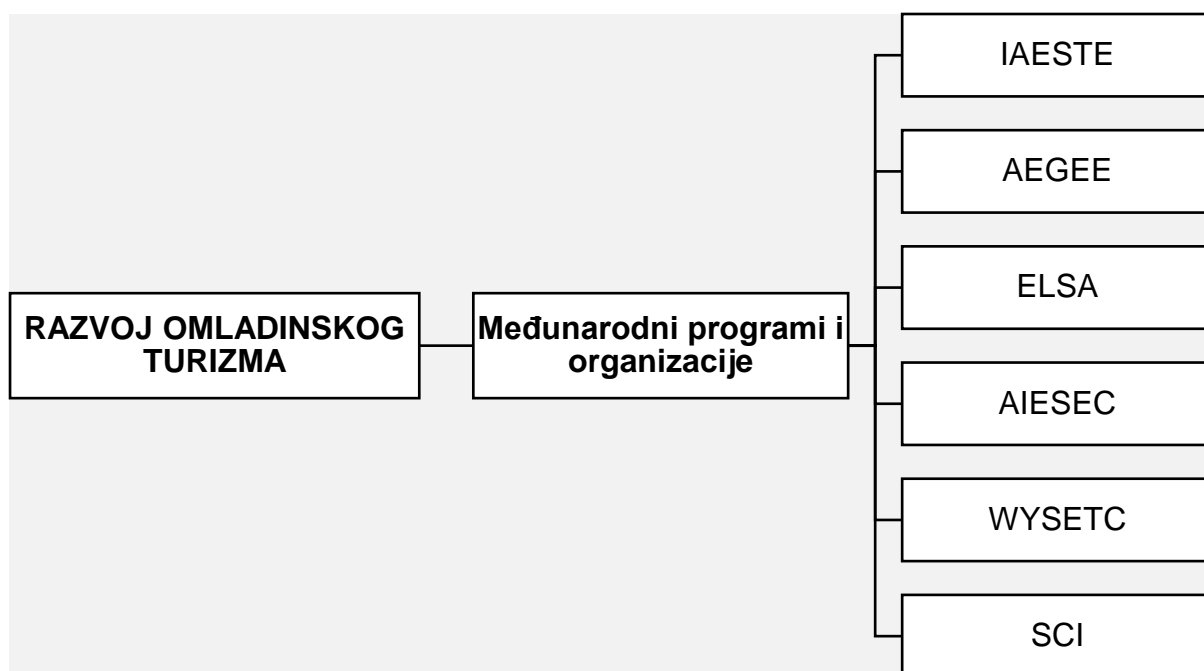 RAZVOJ OMLADINSKOG
TURIZMA
Međunarodni programi i
organizacije
IAESTE
AEGEE
ELSA
AIESEC
WYSETC
SCI